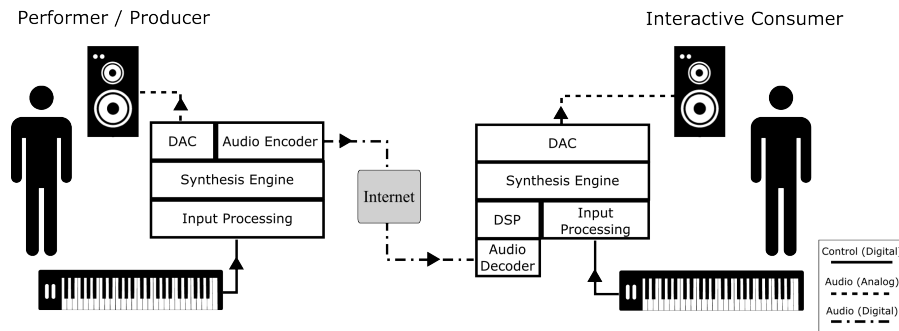 Performer / Producer
Interactive Consumer
DAC
Audio Encoder
Synthesis Engine
Input Processing
Internet
DAC
Synthesis Engine
DSP
Input
Processing
Audio
Decoder
Control (Digital)
Audio (Analog)
Audio (Digital)